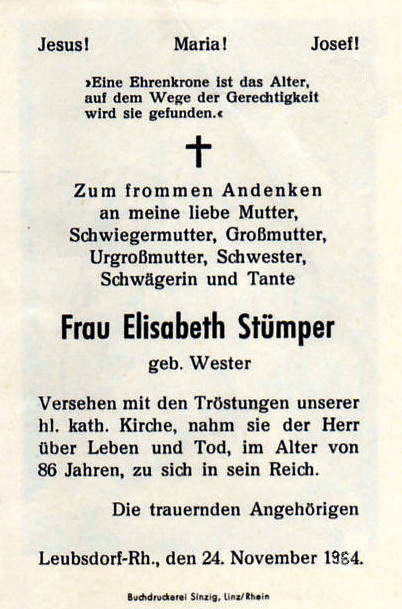 Jesus! Maria! Josef!
›Eine Ehrenkrone ist das Alter,
auf dem Wege der Gerechtigkeit
wird sie gefunden.‹
Zum frommen Andenken
an meine liebe Mutter,
Schwiegermutter, Großmutter,
Urgroßmutter, Schwester,
Schwägerin und Tante
Frau Elisabeth Stümper
geb. Wester
Versehen mit den Tröstungen unserer
hl. kath. Kirche, nahm sie der Herr
über Leben und Tod, im Alter von
86 Jahren, zu sich in sein Reich.
Die trauernden Angehörigen
Leubsdorf-Rh., den 24. November
Buchdruckerei Sinzig, Linz/Rhein